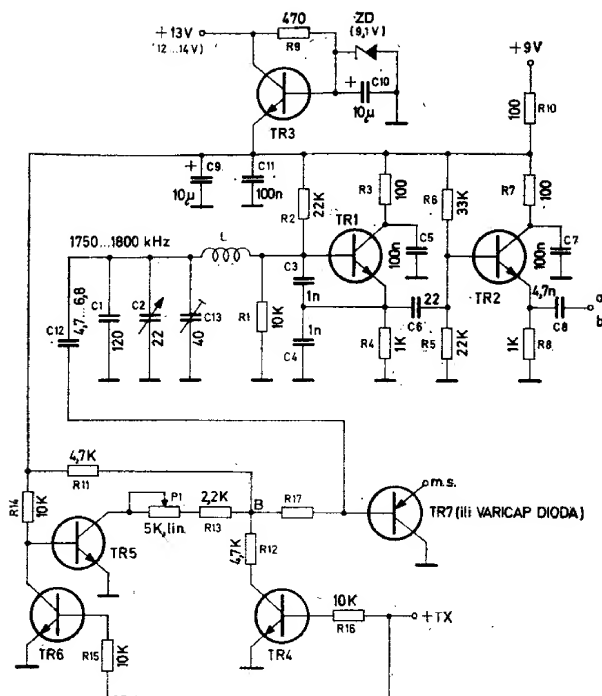 +13V
(12...14V)
470
R9
ZD
(9,1V)
+
C10
10µ
TR3
+9V
100
R10
+
C9
10µ
C11
100n
R2
22K
R3
100
TR1
C5
100n
R6
33K
R7
100
TR2
C7
100n
1750...1800 kHz
L
C12
4,7...6,8
C1
120
C2
22
C13
40
R1
10K
C3
1n
1n
C4
R4
1K
22
C6
R5
22K
4,7n
C8
1K
R8
a
b
4,7K
R11
R14
10K
P1
5K,lin.
2,2K
R13
B
R17
m.s.
TR7 (ili VARICAP DIODA)
TR5
4,7K
R12
TR6
R15
10K
TR4
10K
R16
+TX